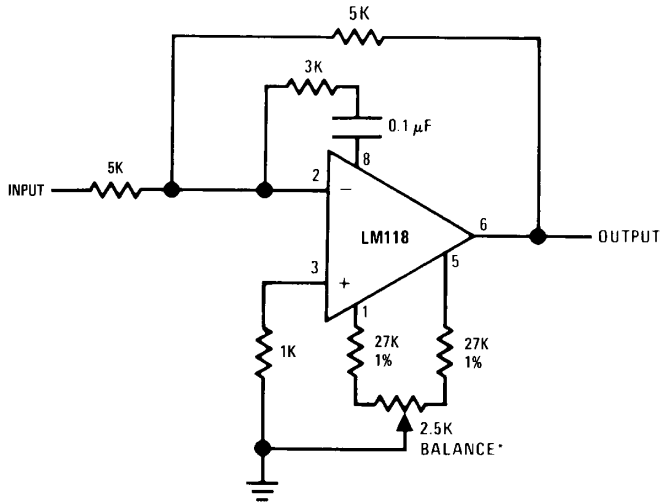 5K
3K
0.1 μF
8
5K
2
INPUT
−
LM118
6
OUTPUT
5
3
+
1
1K
27K
1%
27K
1%
2.5K
BALANCE*